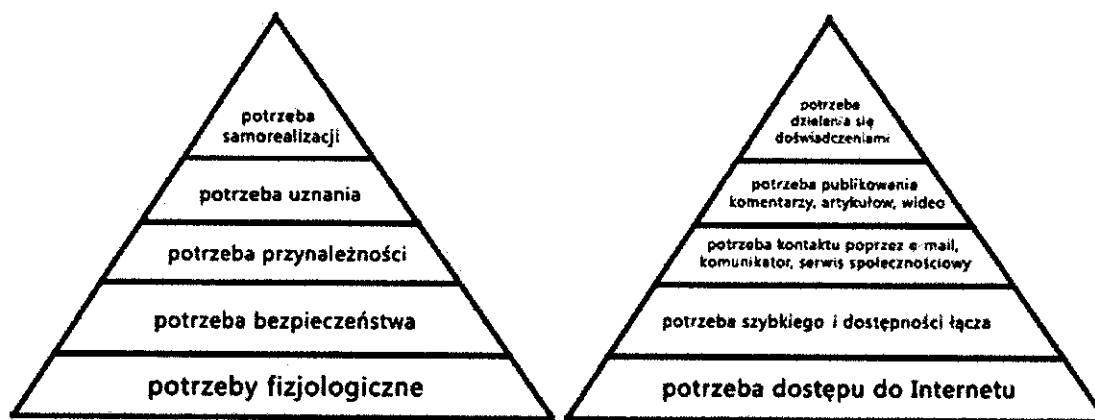 potrzeba
samorealizacji
potrzeba uznania
potrzeba przynależności
potrzeba bezpieczeństwa
potrzeby fizjologiczne
potrzeba
dzielenia się
doświadczeniami
potrzeba publikowania
komentarzy, artykułow, wideo
potrzeba kontaktu poprzez e-mail,
komunikator, serwis społecznościowy
potrzeba szybkiego i dostępności łącza
potrzeba dostępu do Internetu